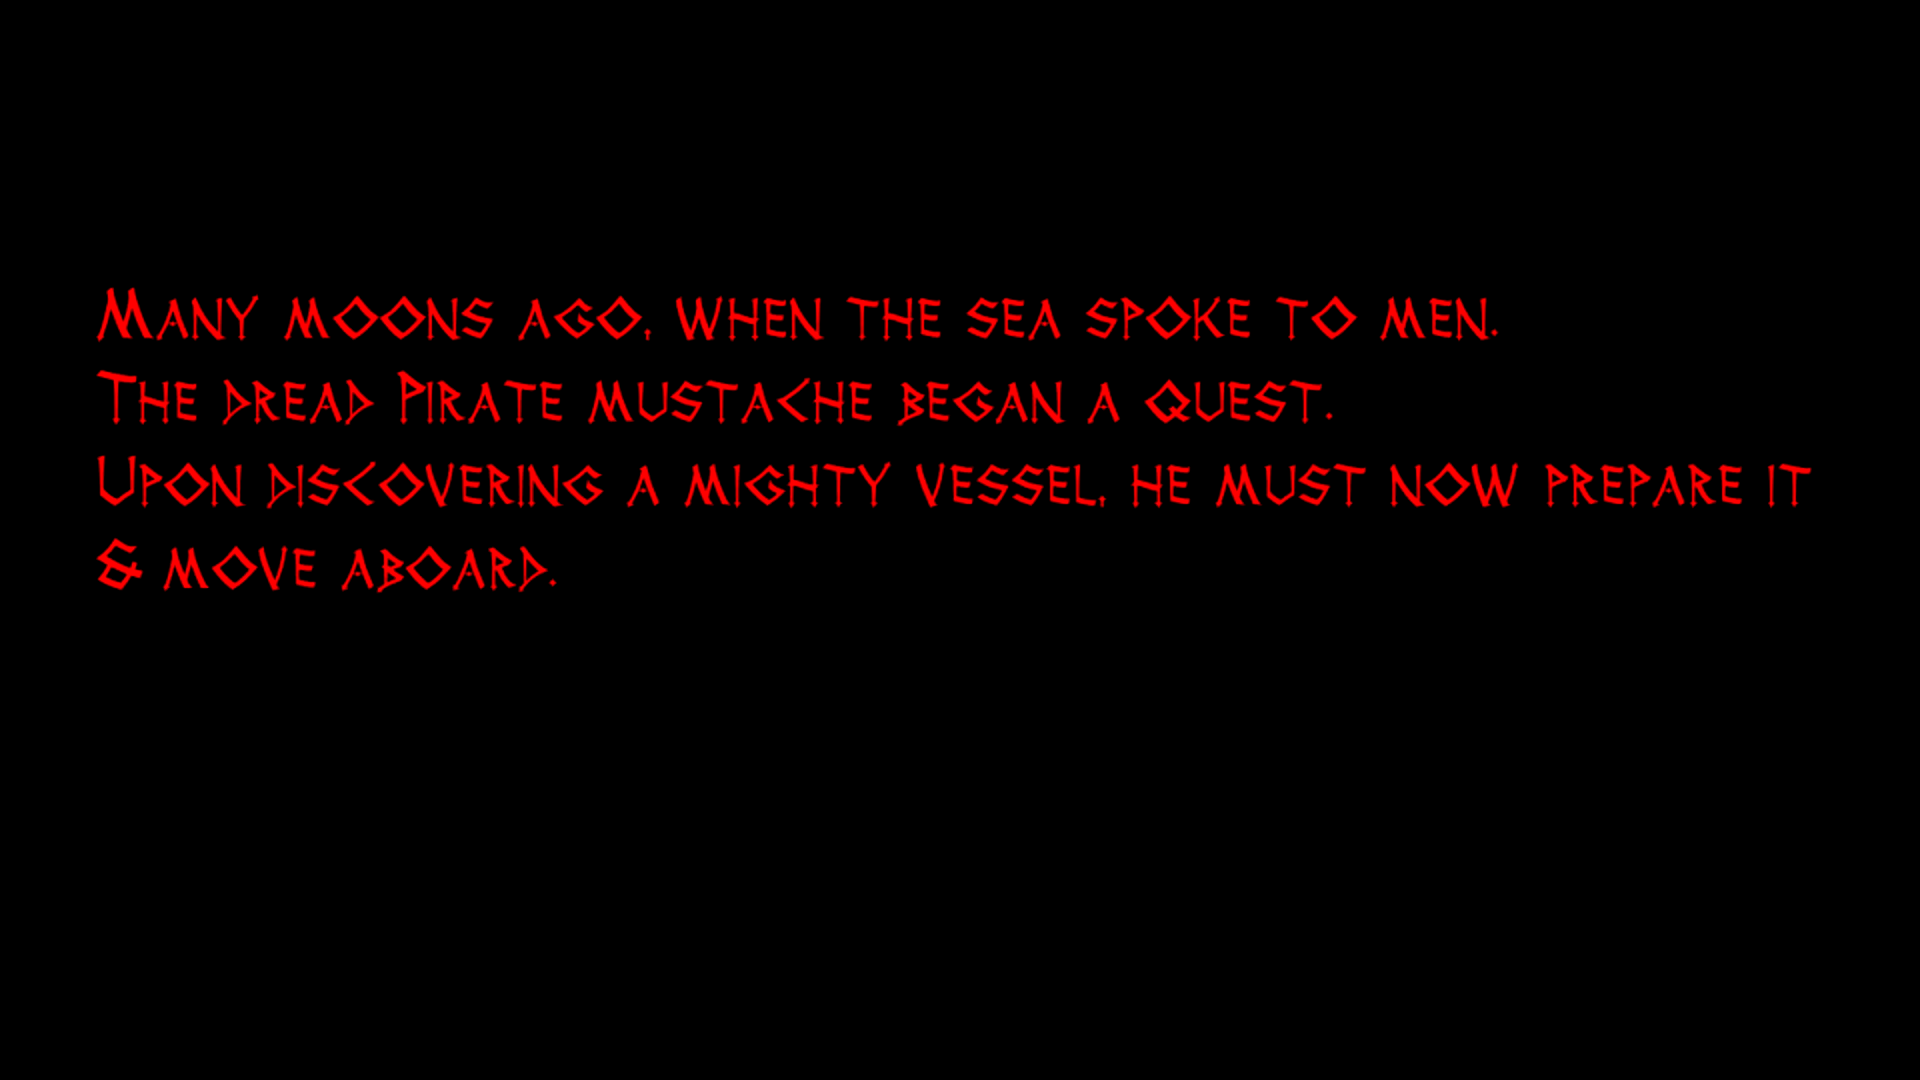 Many moons ago, when the sea spoke to men.
The dread Pirate mustache began a quest.
Upon discovering a mighty vessel, he must now prepare it
& move aboard.